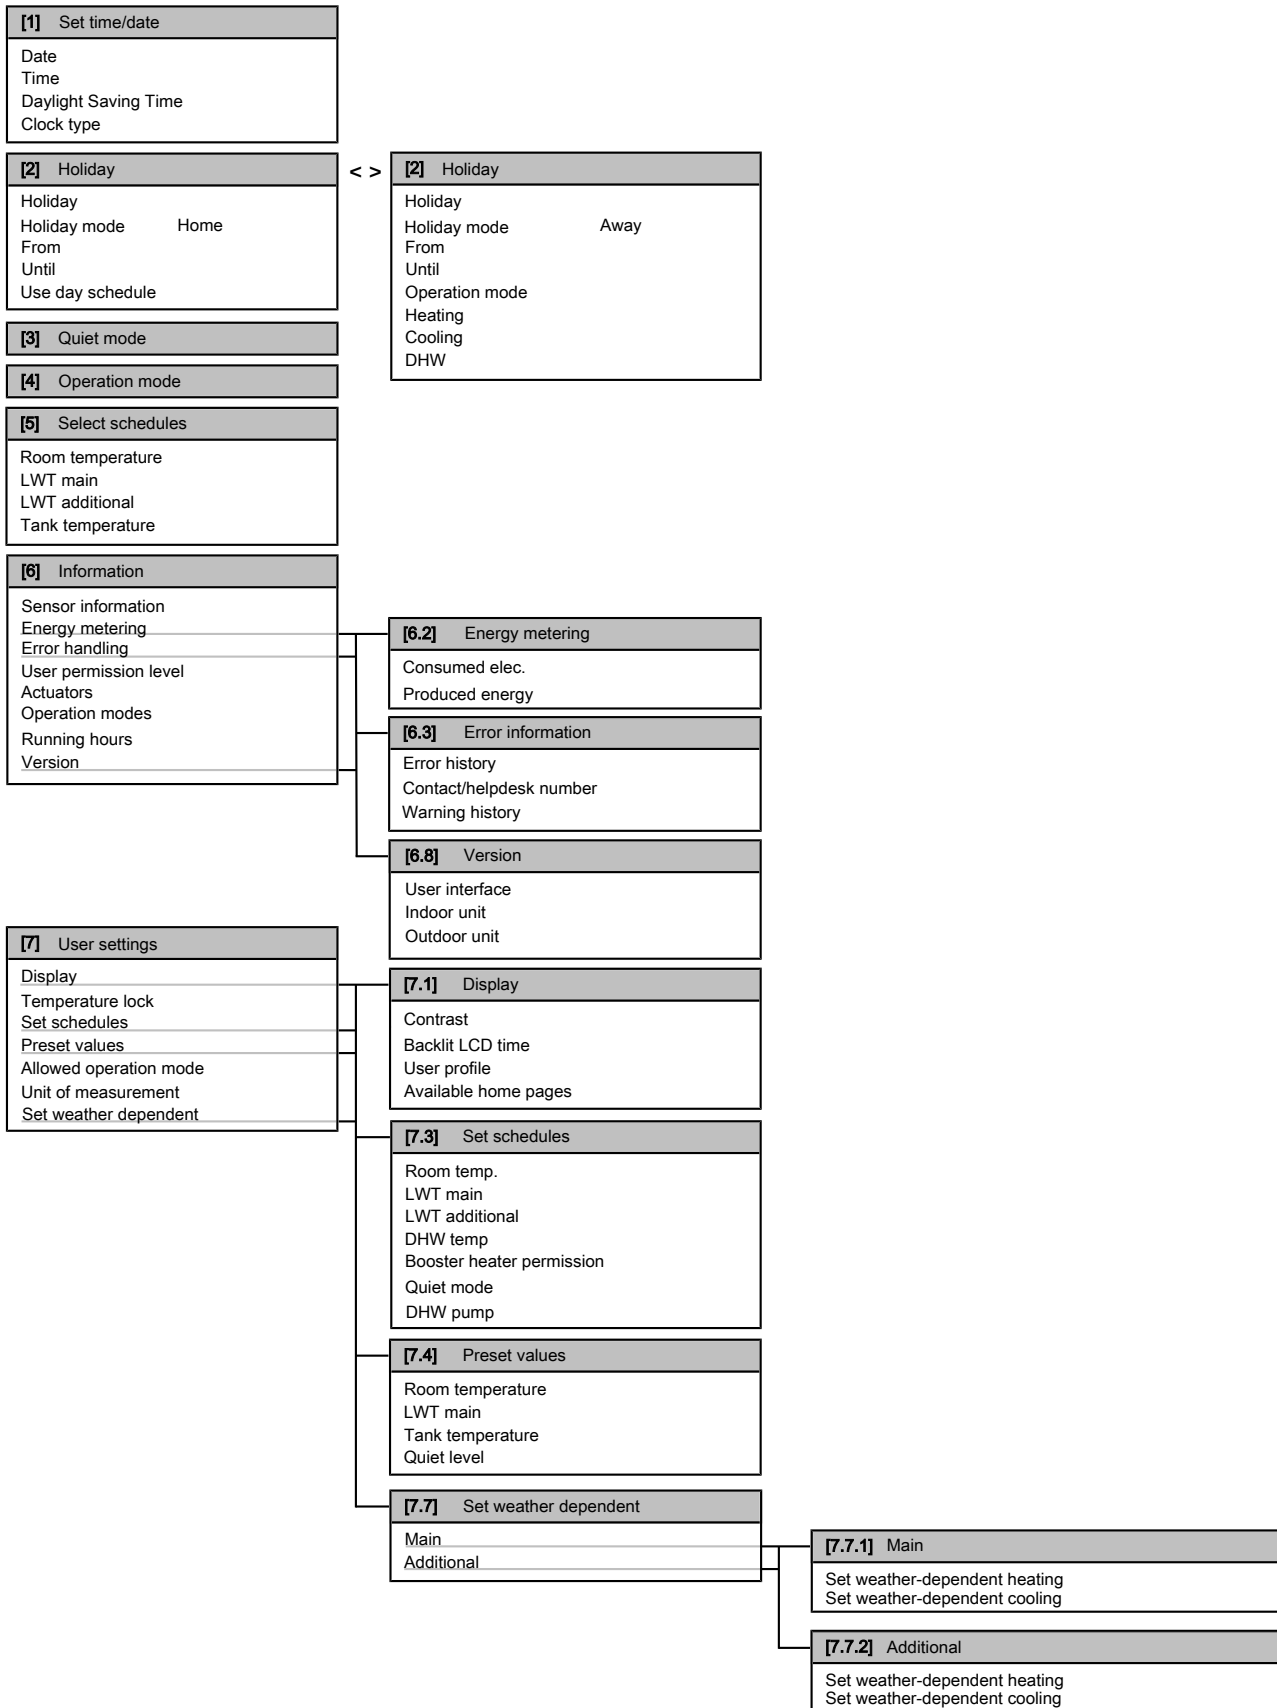 [1] Set time/date
Date
Time
Daylight Saving Time
Clock type
[2] Holiday
Holiday
Holiday mode Home
From
Until
Use day schedule
< >
[2] Holiday
Holiday
Holiday mode Away
From
Until
Operation mode
Heating
Cooling
DHW
[3] Quiet mode
[4] Operation mode
[5] Select schedules
Room temperature
LWT main
LWT additional
Tank temperature
[6] Information
Sensor information
Energy metering
Error handling
User permission level
Actuators
Operation modes
Running hours
Version
[6.2] Energy metering
Consumed elec.
Produced energy
[6.3] Error information
Error history
Contact/helpdesk number
Warning history
[6.8] Version
User interface
Indoor unit
Outdoor unit
[7] User settings
Display
Temperature lock
Set schedules
Preset values
Allowed operation mode
Unit of measurement
Set weather dependent
[7.1] Display
Contrast
Backlit LCD time
User profile
Available home pages
[7.3] Set schedules
Room temp.
LWT main
LWT additional
DHW temp
Booster heater permission
Quiet mode
DHW pump
[7.4] Preset values
Room temperature
LWT main
Tank temperature
Quiet level
[7.7] Set weather dependent
Main
Additional
[7.7.1] Main
Set weather-dependent heating
Set weather-dependent cooling
[7.7.2] Additional
Set weather-dependent heating
Set weather-dependent cooling